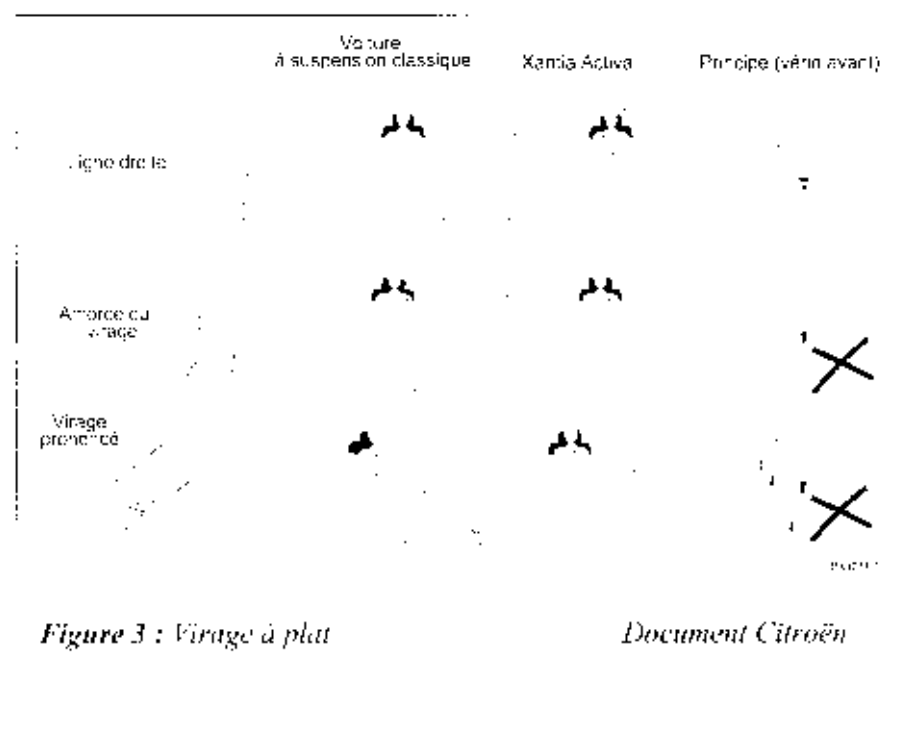 Voiture
à suspension classique
Xantia Activa
Principe (vérin avant)
Ligne droite
Amorce du
virage
Virage
prononcé
Figure 3 : Virage à plat
Document Citroën